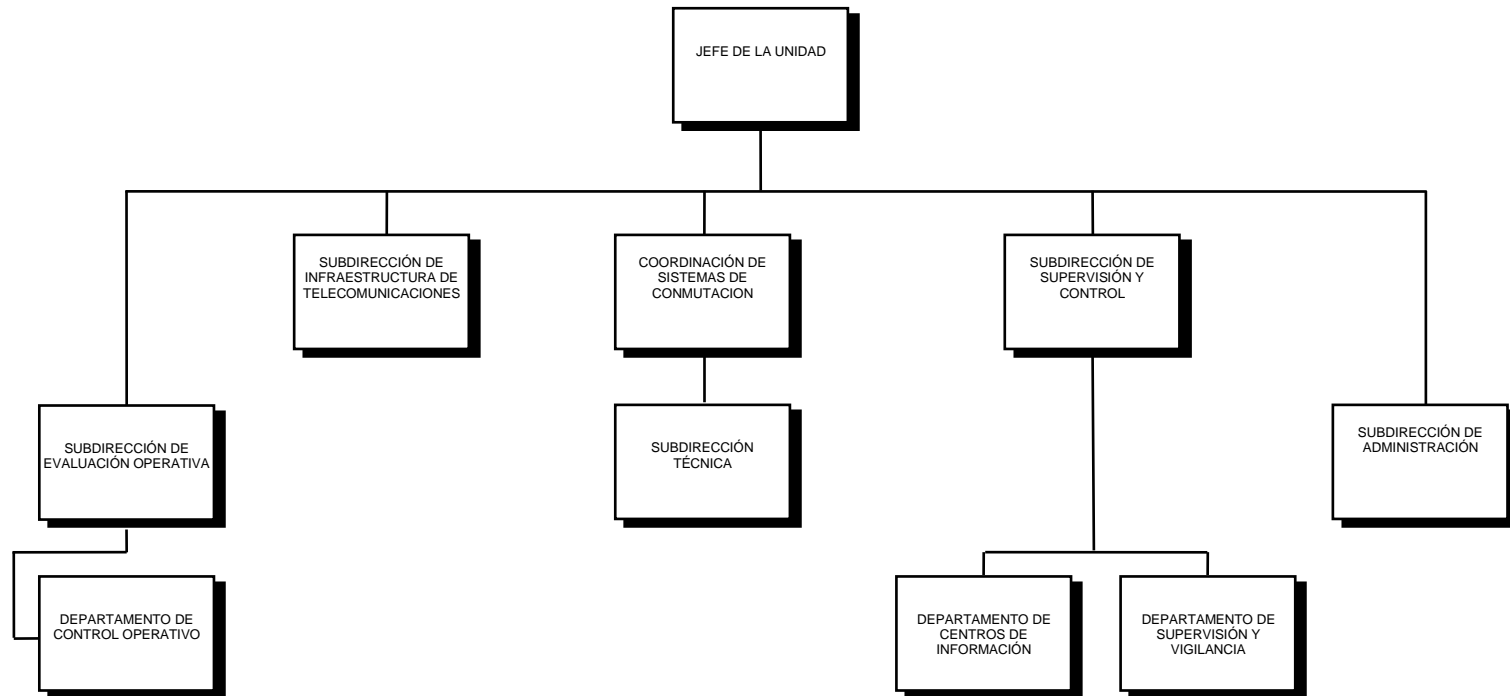 JEFE DE LA UNIDAD
SUBDIRECCIÓN DE
INFRAESTRUCTURA DE
TELECOMUNICACIONES
COORDINACIÓN DE
SISTEMAS DE
CONMUTACION
SUBDIRECCIÓN DE
SUPERVISIÓN Y
CONTROL
SUBDIRECCIÓN DE
EVALUACIÓN OPERATIVA
SUBDIRECCIÓN
TÉCNICA
SUBDIRECCIÓN DE
ADMINISTRACIÓN
DEPARTAMENTO DE
CONTROL OPERATIVO
DEPARTAMENTO DE
CENTROS DE
INFORMACIÓN
DEPARTAMENTO DE
SUPERVISIÓN Y
VIGILANCIA